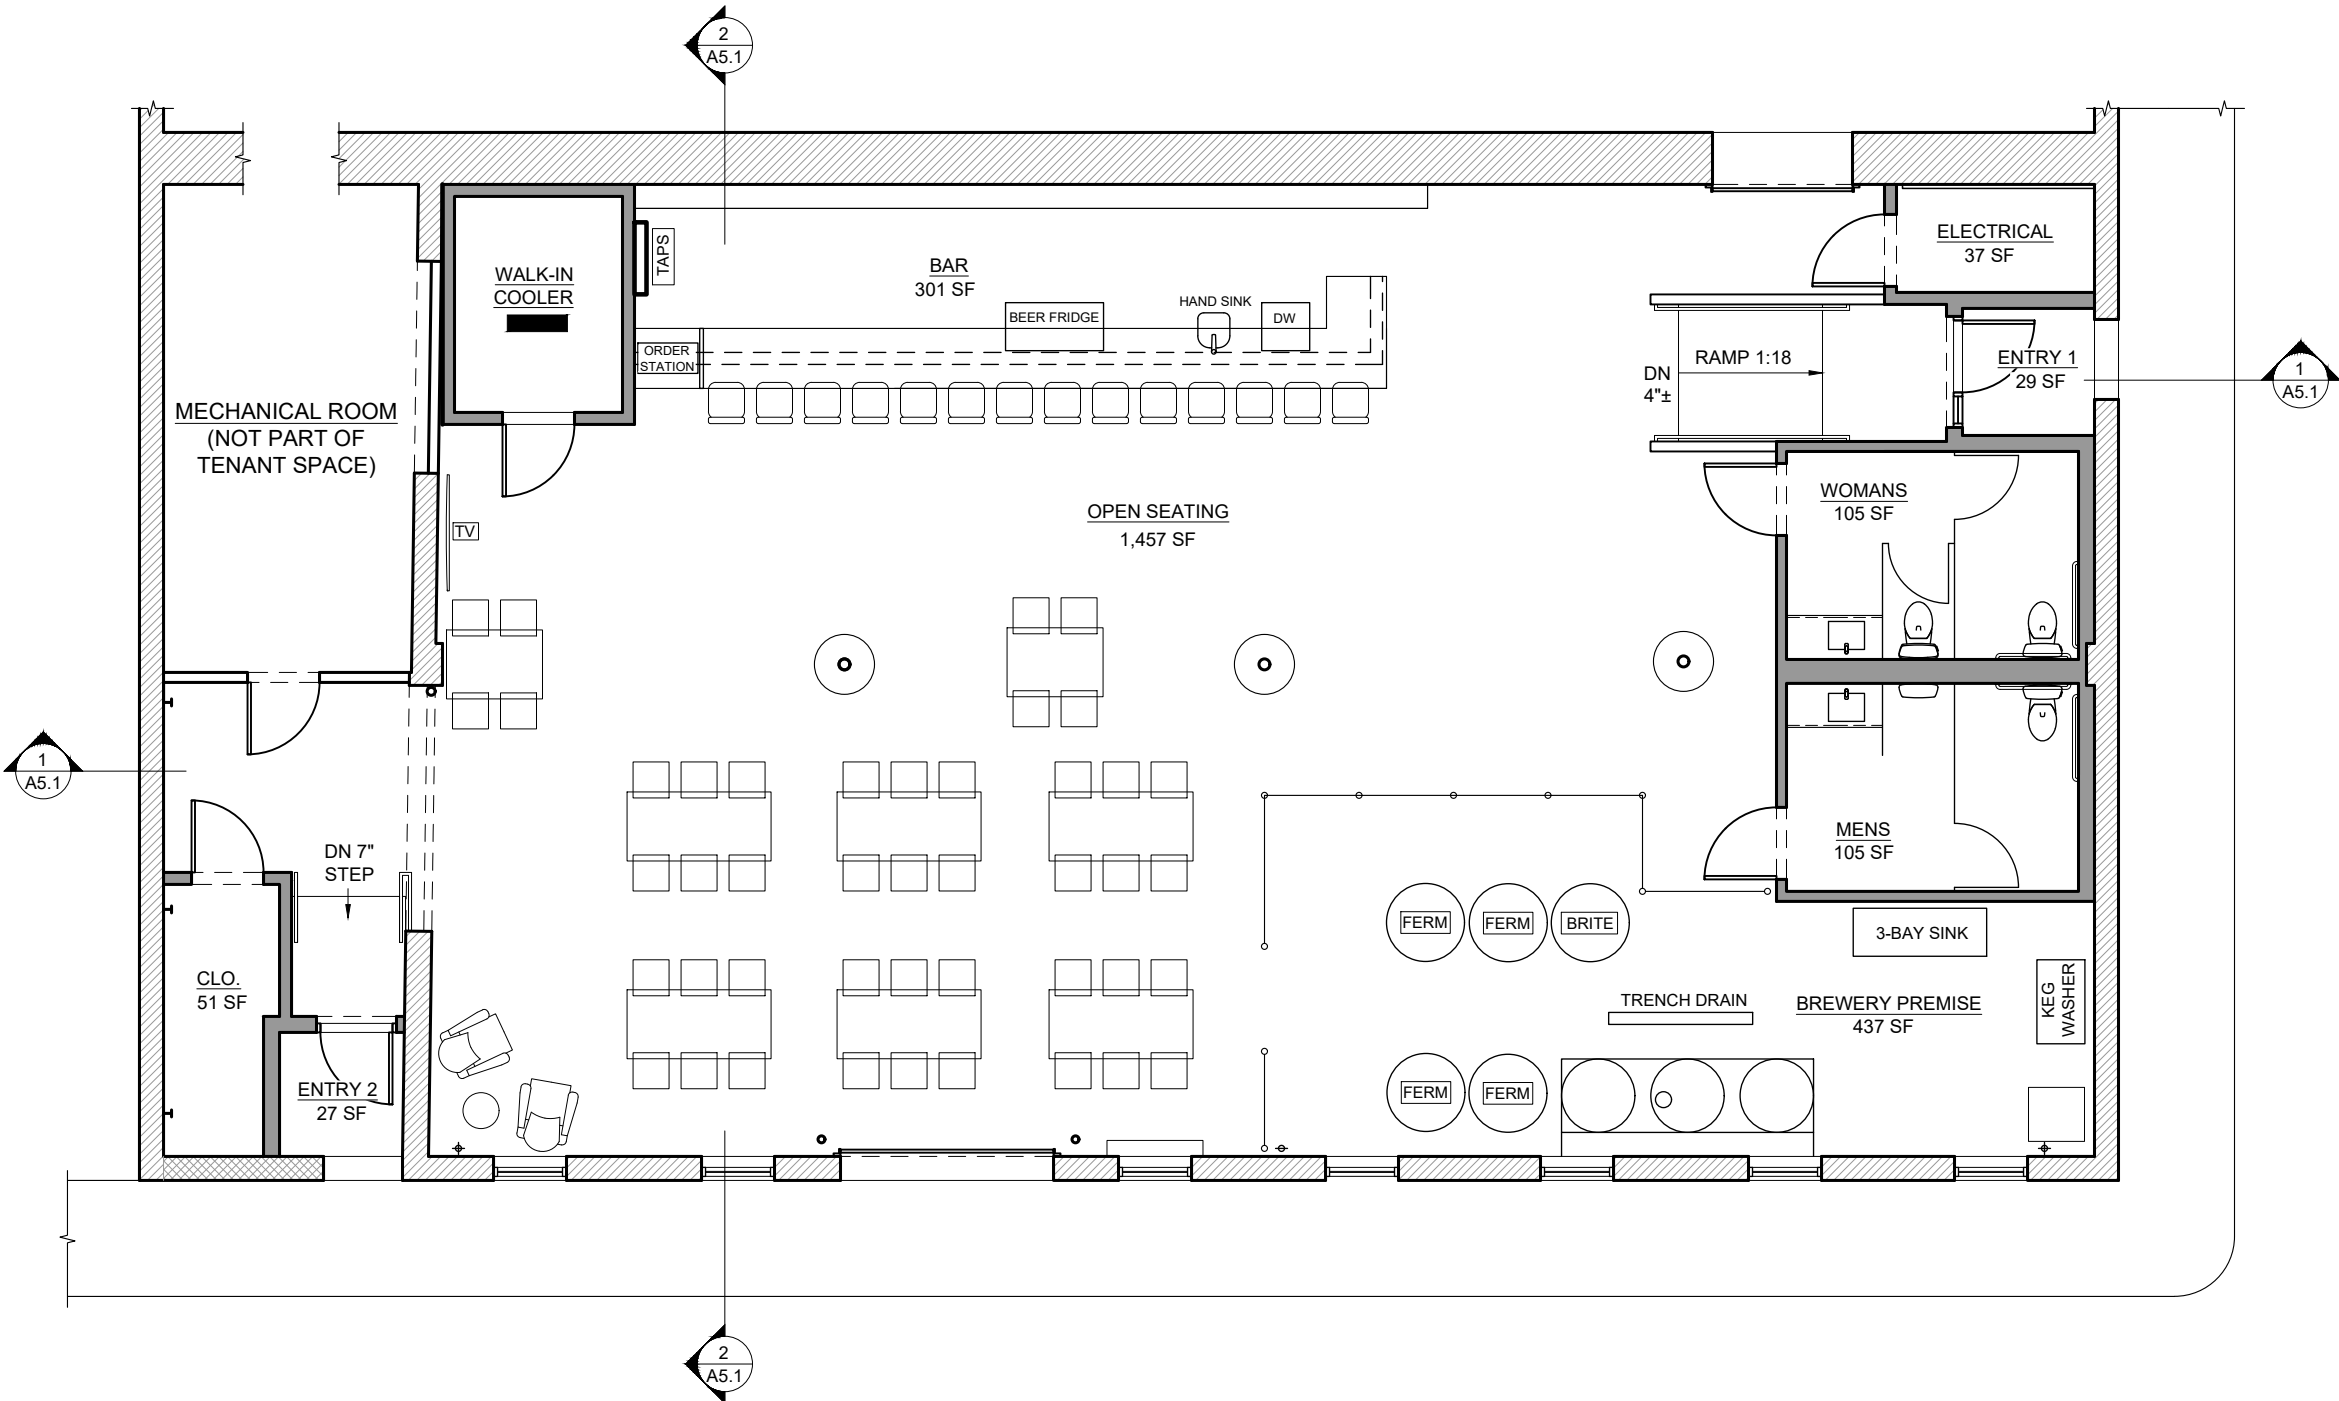 2
A5.1
WALK-IN
COOLER
TAPS
BAR
301 SF
BEER FRIDGE
HAND SINK
DW
ORDER
STATION
ELECTRICAL
37 SF
RAMP 1:18
DN
4"±
ENTRY 1
29 SF
1
A5.1
MECHANICAL ROOM
(NOT PART OF
TENANT SPACE)
TV
OPEN SEATING
1,457 SF
WOMANS
105 SF
1
A5.1
DN 7"
STEP
MENS
105 SF
FERM
FERM
BRITE
3-BAY SINK
CLO.
51 SF
TRENCH DRAIN
BREWERY PREMISE
437 SF
KEG
WASHER
ENTRY 2
27 SF
FERM
FERM
2
A5.1